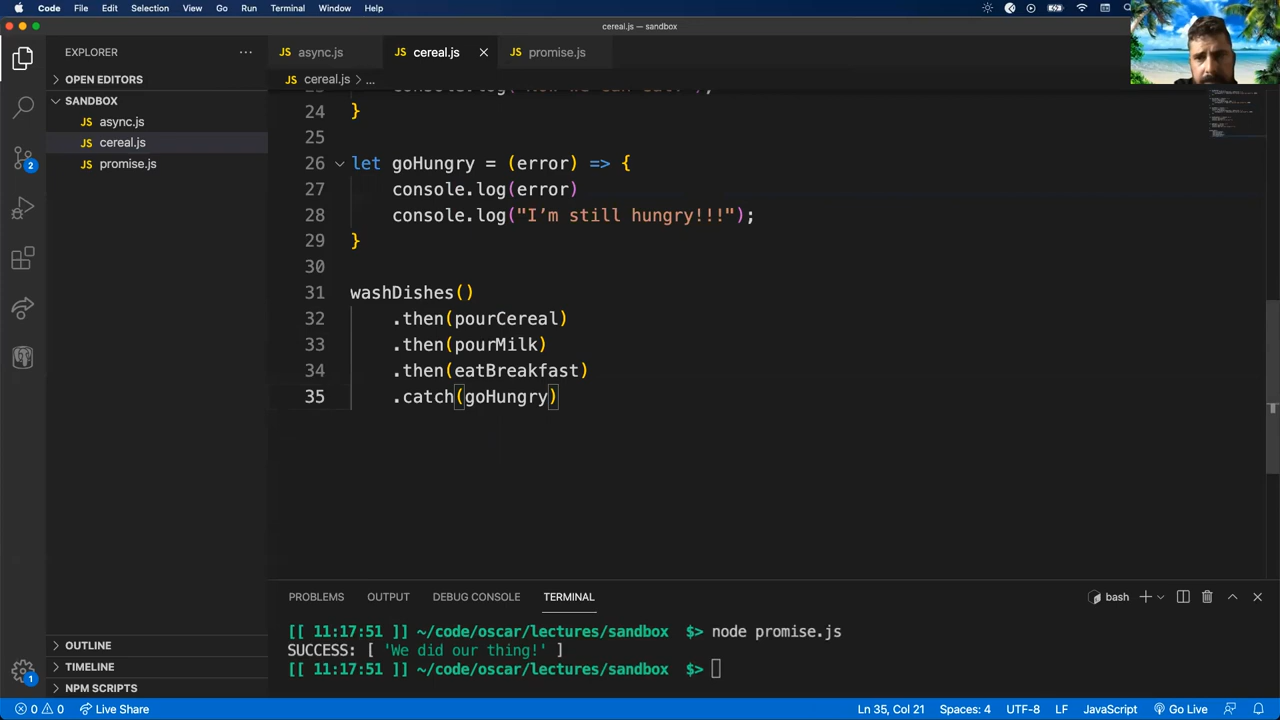 Code File Edit Selection View Go Run Terminal Window Help
cereal.js — sandbox
EXPLORER
JS async.js
JS cereal.js
JS promise.js
JS cereal.js > ...
OPEN EDITORS
SANDBOX
JS async.js
JS cereal.js
JS promise.js
24 }
25
26 let goHungry = (error) => {
27 console.log(error)
28 console.log("I’m still hungry!!!");
29 }
30
31 washDishes()
32 .then(pourCereal)
33 .then(pourMilk)
34 .then(eatBreakfast)
35 .catch(goHungry)
2
PROBLEMS OUTPUT DEBUG CONSOLE TERMINAL
bash
[[ 11:17:51 ]] ~/code/oscar/lectures/sandbox $> node promise.js
SUCCESS: [ 'We did our thing!' ]
[[ 11:17:51 ]] ~/code/oscar/lectures/sandbox $>
OUTLINE
TIMELINE
NPM SCRIPTS
1
0 0 Live Share
Ln 35, Col 21 Spaces: 4 UTF-8 LF JavaScript Go Live